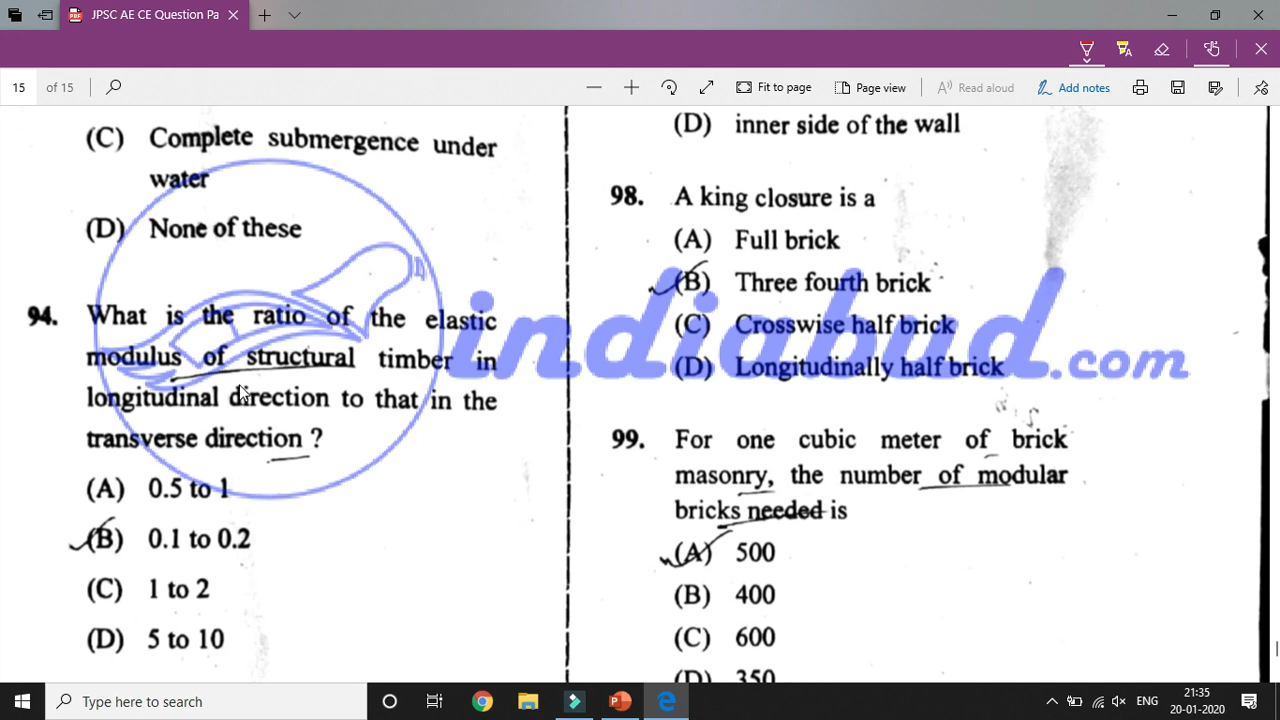 JPSC AE CE Question Pa
15 of 15
Fit to page
Page view
Read aloud
Add notes
(C) Complete submergence under
water
(D) None of these
94. What is the ratio of the elastic
modulus of structural timber in
longitudinal direction to that in the
transverse direction ?
(A) 0.5 to 1
(B) 0.1 to 0.2
(C) 1 to 2
(D) 5 to 10
(D) inner side of the wall
98. A king closure is a
(A) Full brick
(B) Three fourth brick
(C) Crosswise half brick
(D) Longitudinally half brick
99. For one cubic meter of brick
masonry, the number of modular
bricks needed is
(A) 500
(B) 400
(C) 600
(D) 350
indiabud.com
Type here to search
ENG
21:35
20-01-2020